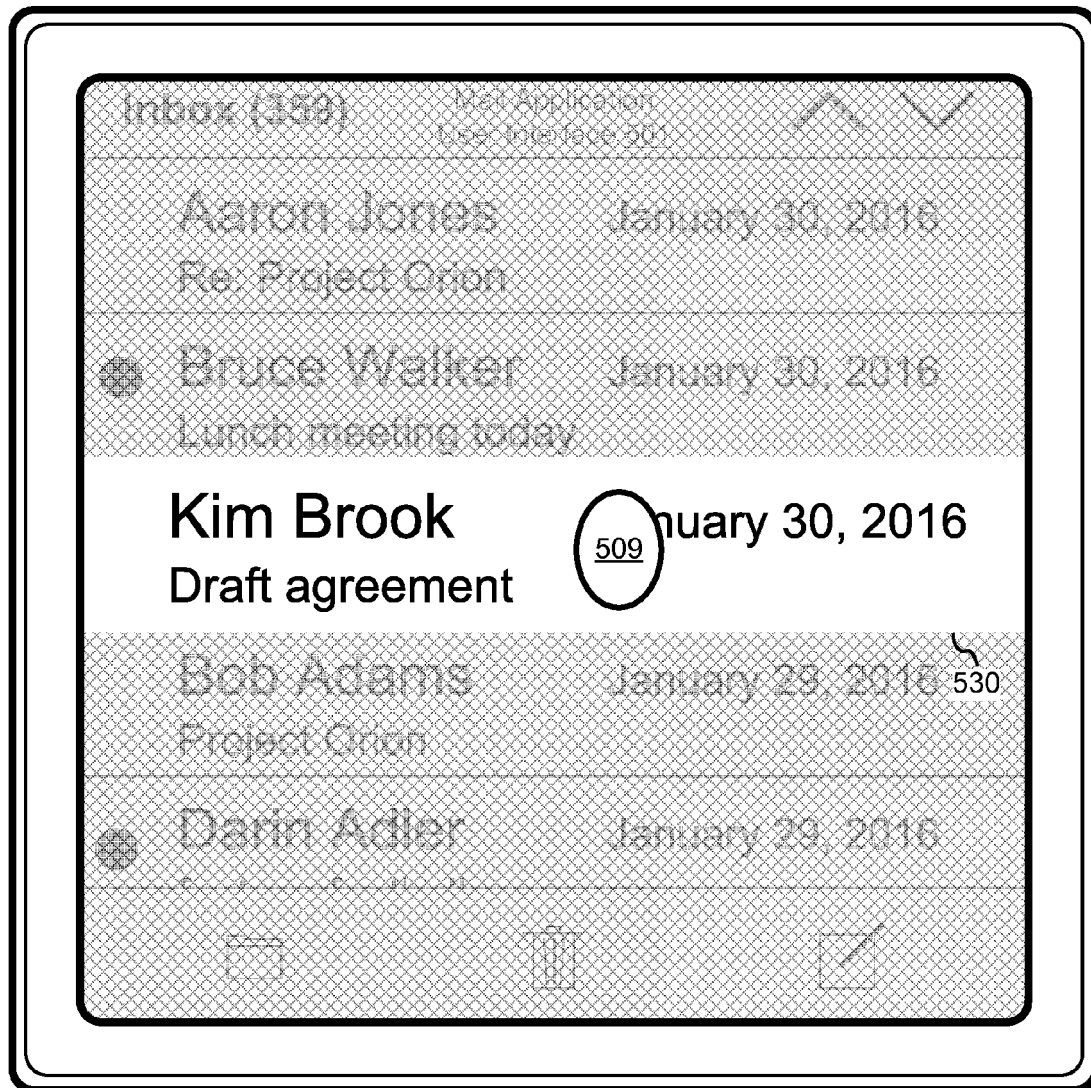 Inbox (359)
Mail Application
User Interface 501
Aaron Jones January 30, 2016
Re: Project Orion
Bruce Walker January 30, 2016
Lunch meeting today
Kim Brook 509 nuary 30, 2016
Draft agreement
Bob Adams January 29, 2016 530
Project Orion
Darin Adler January 29, 2016